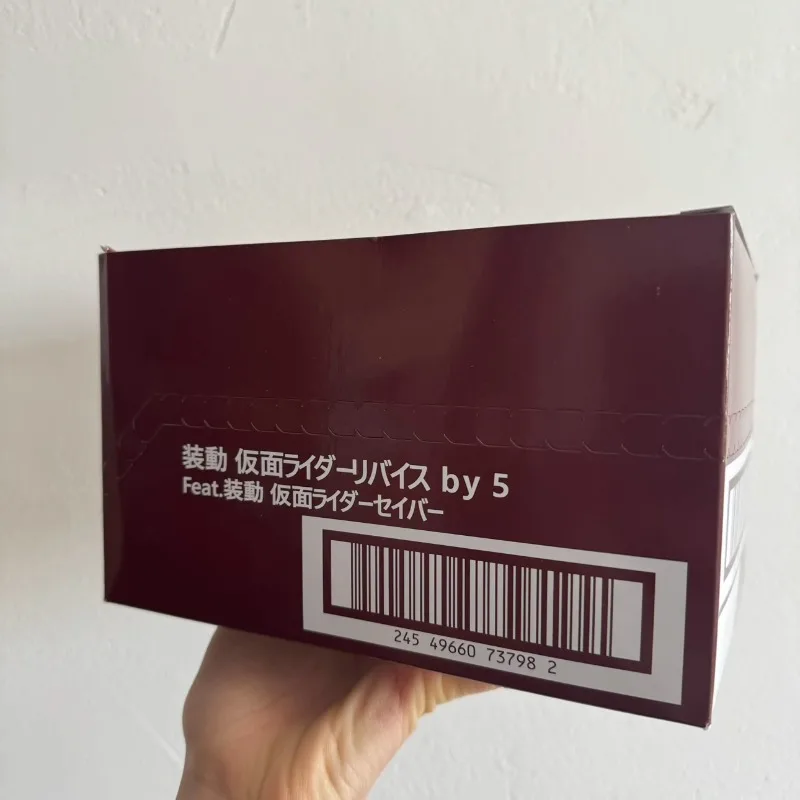 装動 仮面ライダーリバイス by 5
Feat.装動 仮面ライダーセイバー
245 49660 73798 2